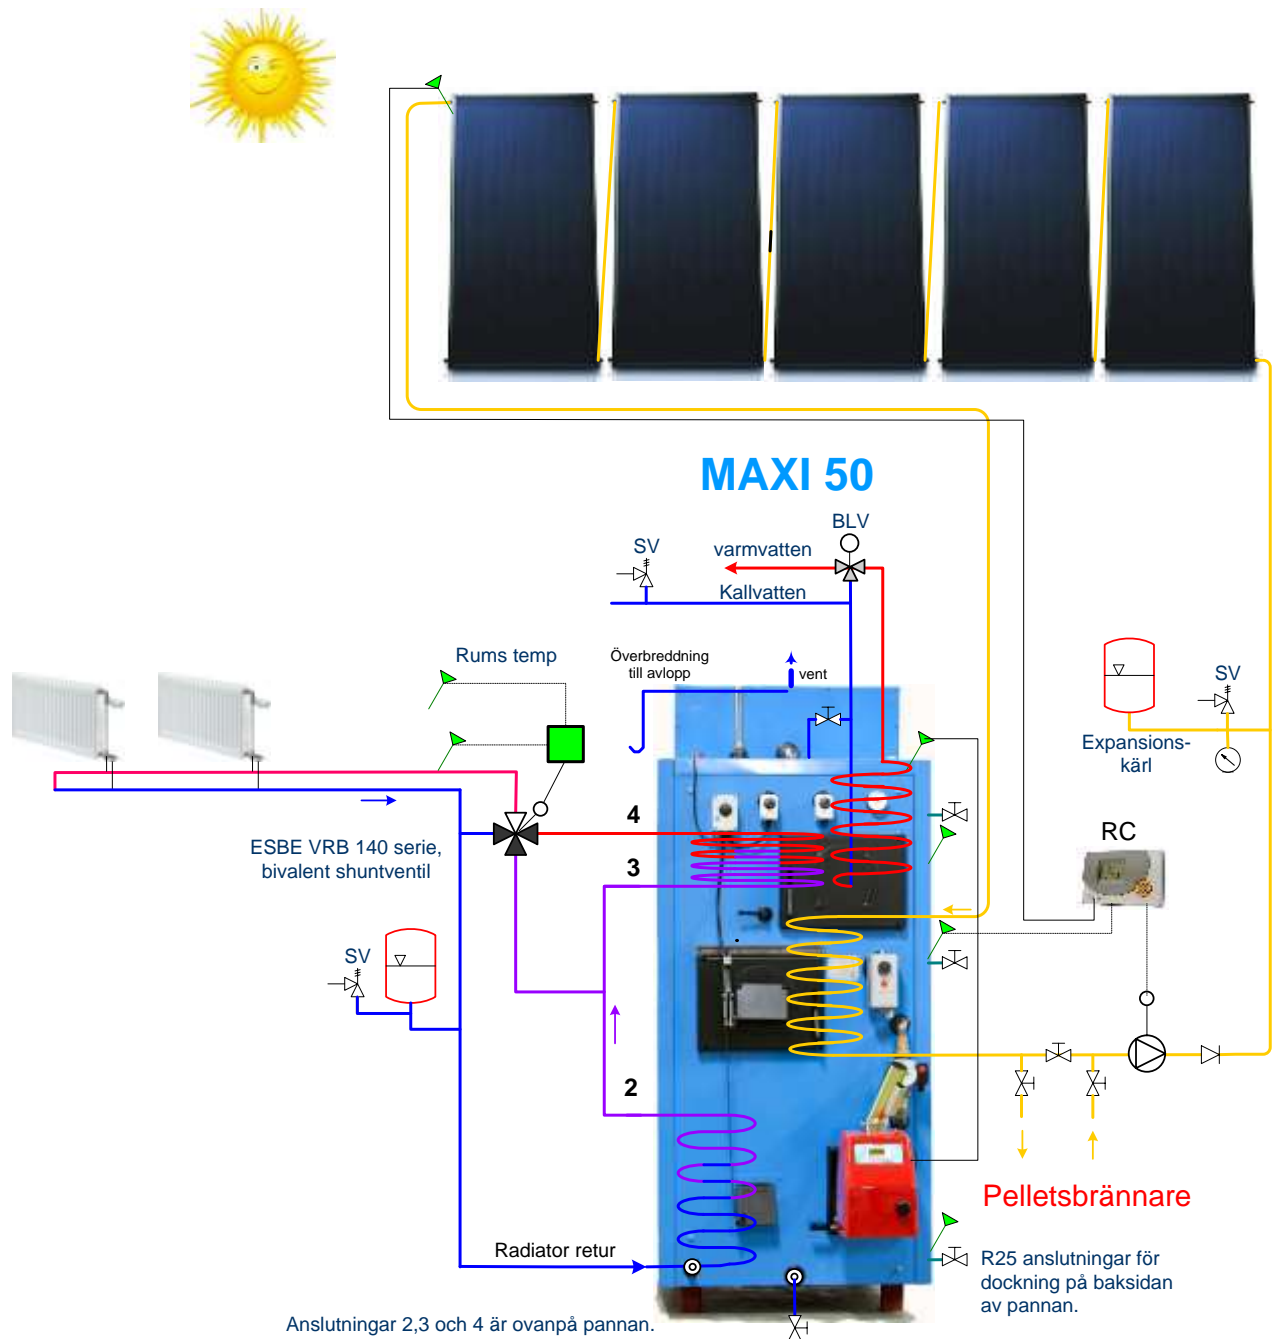 MAXI 50
BLV
SV
varmvatten
Kallvatten
Rums temp
Överbreddning
till avlopp
vent
SV
Expansions-
kärl
4
ESBE VRB 140 serie,
bivalent shuntventil
3
RC
SV
2
Pelletsbrännare
Radiator retur
R25 anslutningar för
dockning på baksidan
av pannan.
Anslutningar 2,3 och 4 är ovanpå pannan.